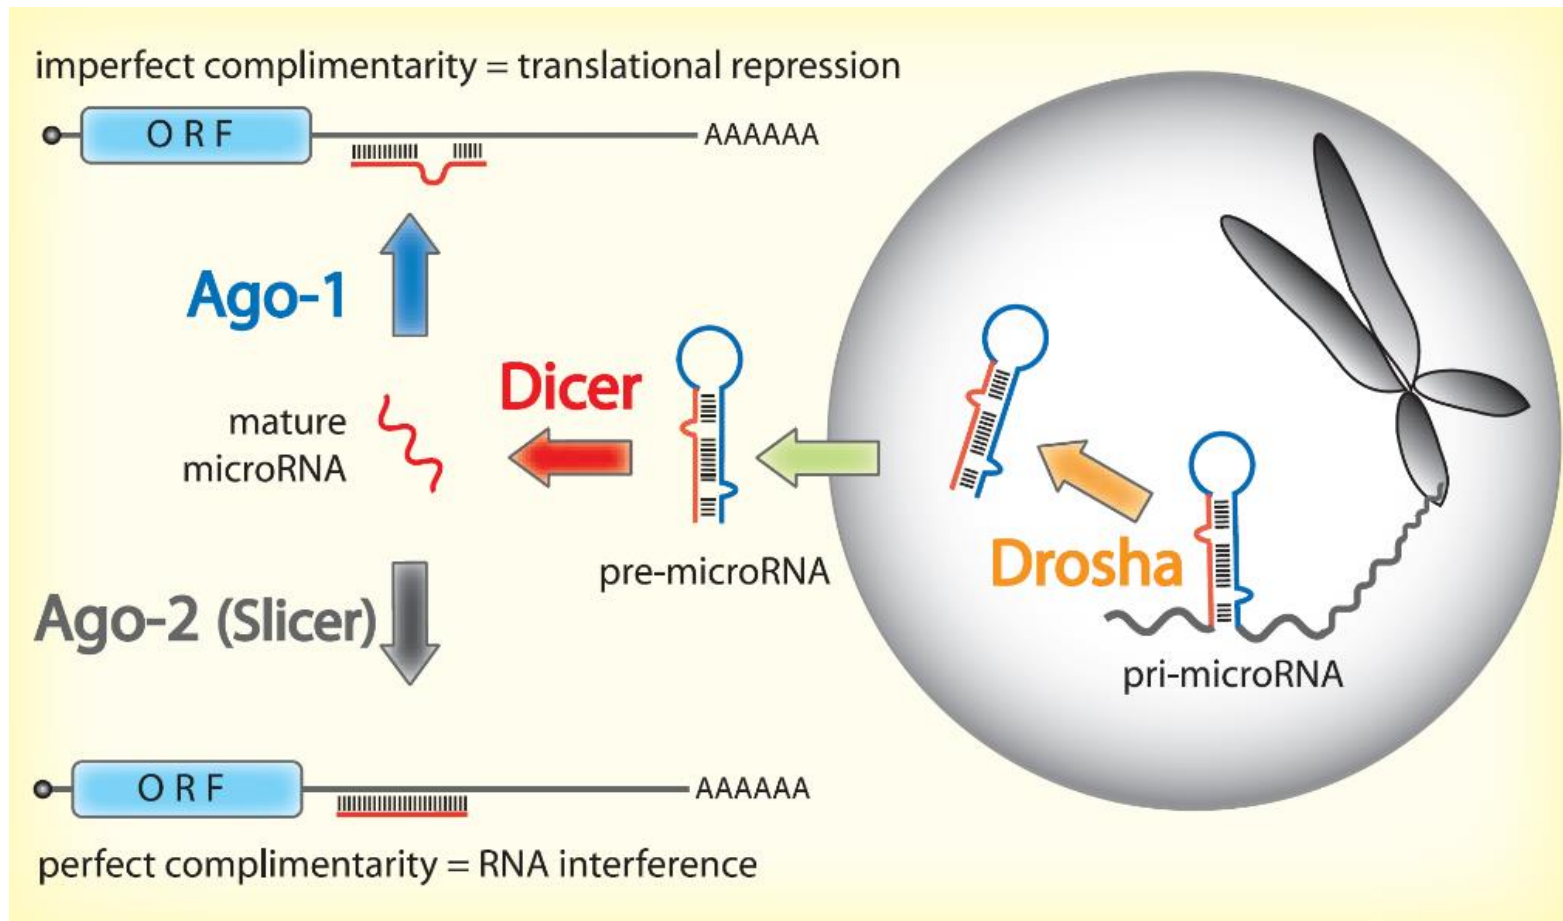 imperfect complimentarity = translational repression
ORF
AAAAAA
Ago-1
Dicer
mature
microRNA
pre-microRNA
Drosha
pri-microRNA
Ago-2 (Slicer)
ORF
AAAAAA
perfect complimentarity = RNA interference